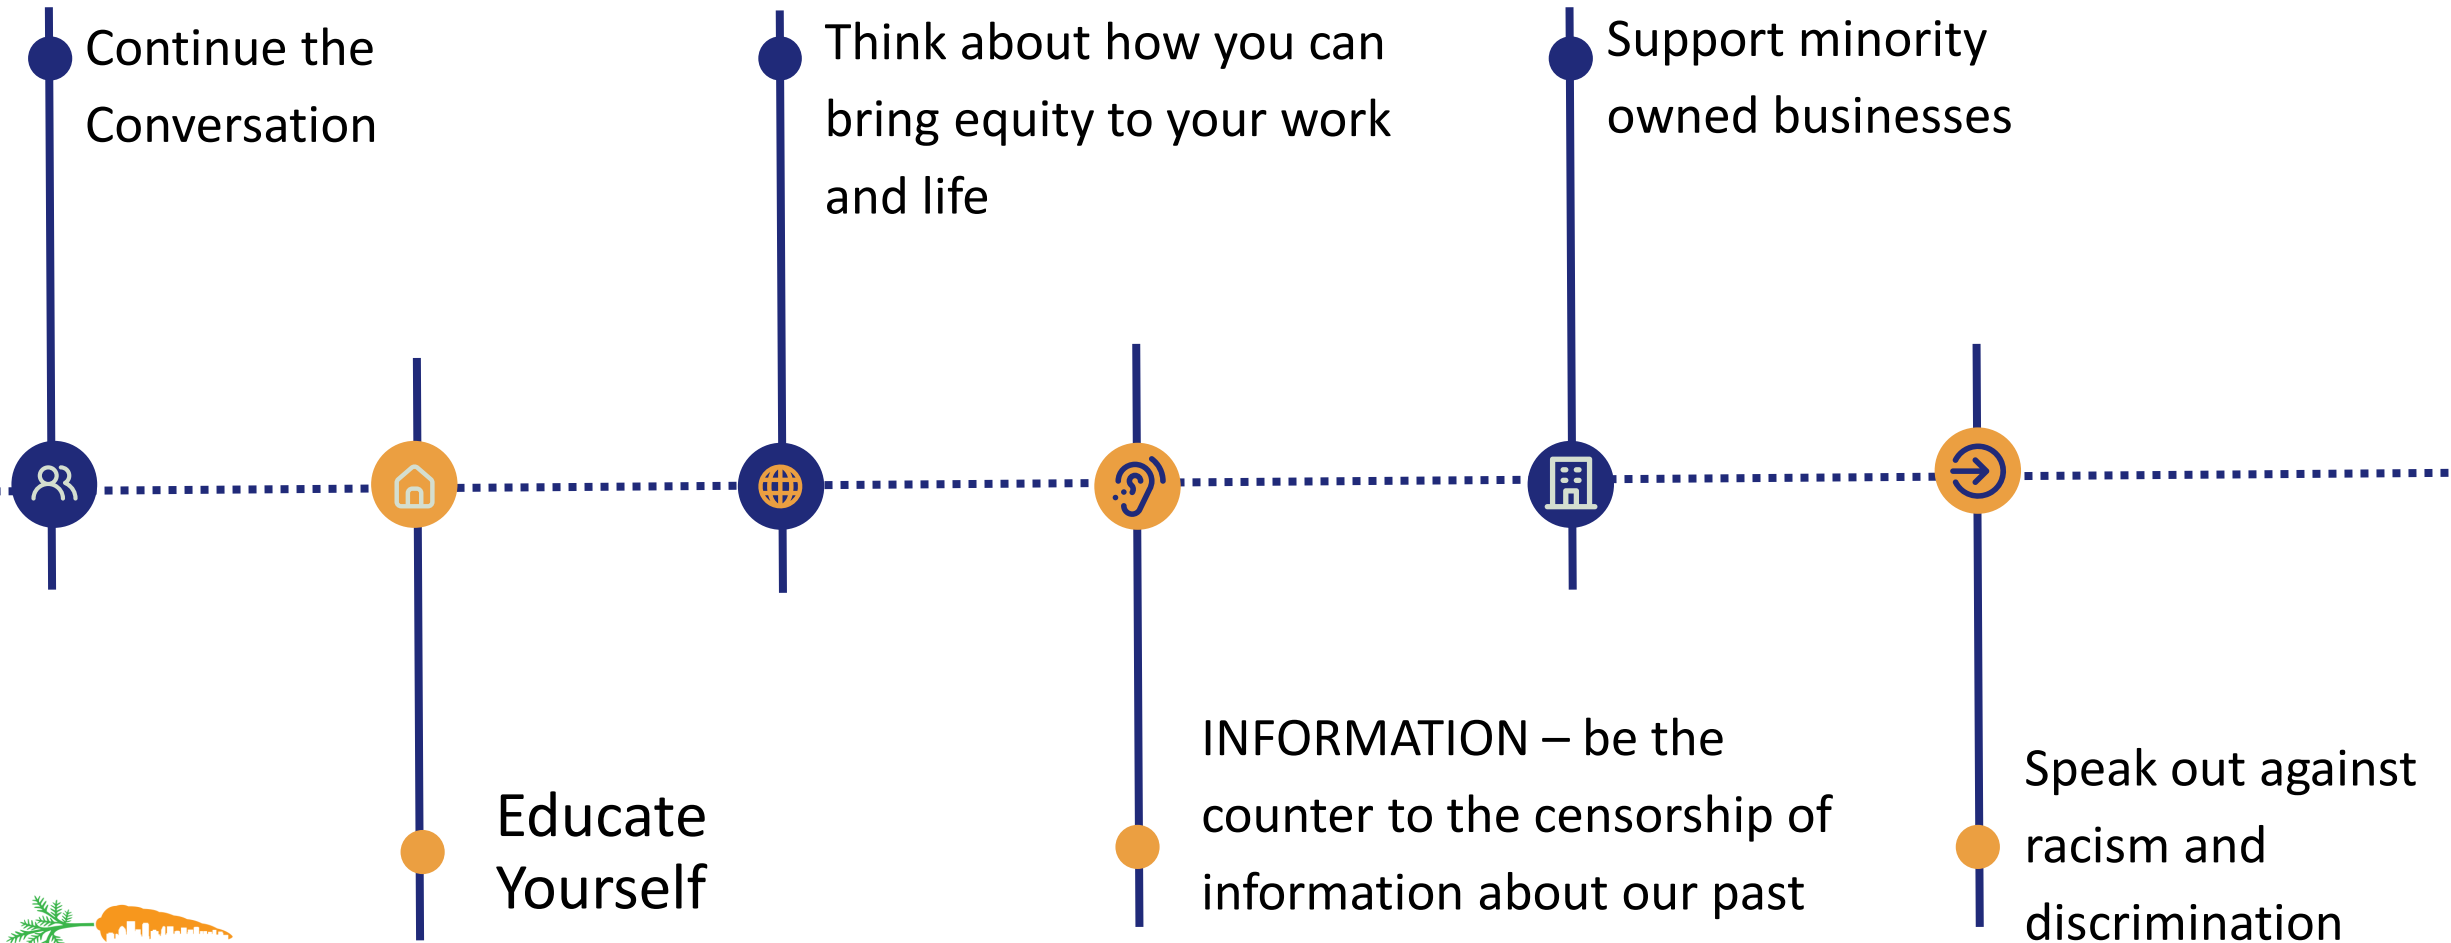 Continue the
Conversation
Educate
Yourself
Think about how you can
bring equity to your work
and life
INFORMATION – be the
counter to the censorship of
information about our past
Support minority
owned businesses
Speak out against
racism and
discrimination